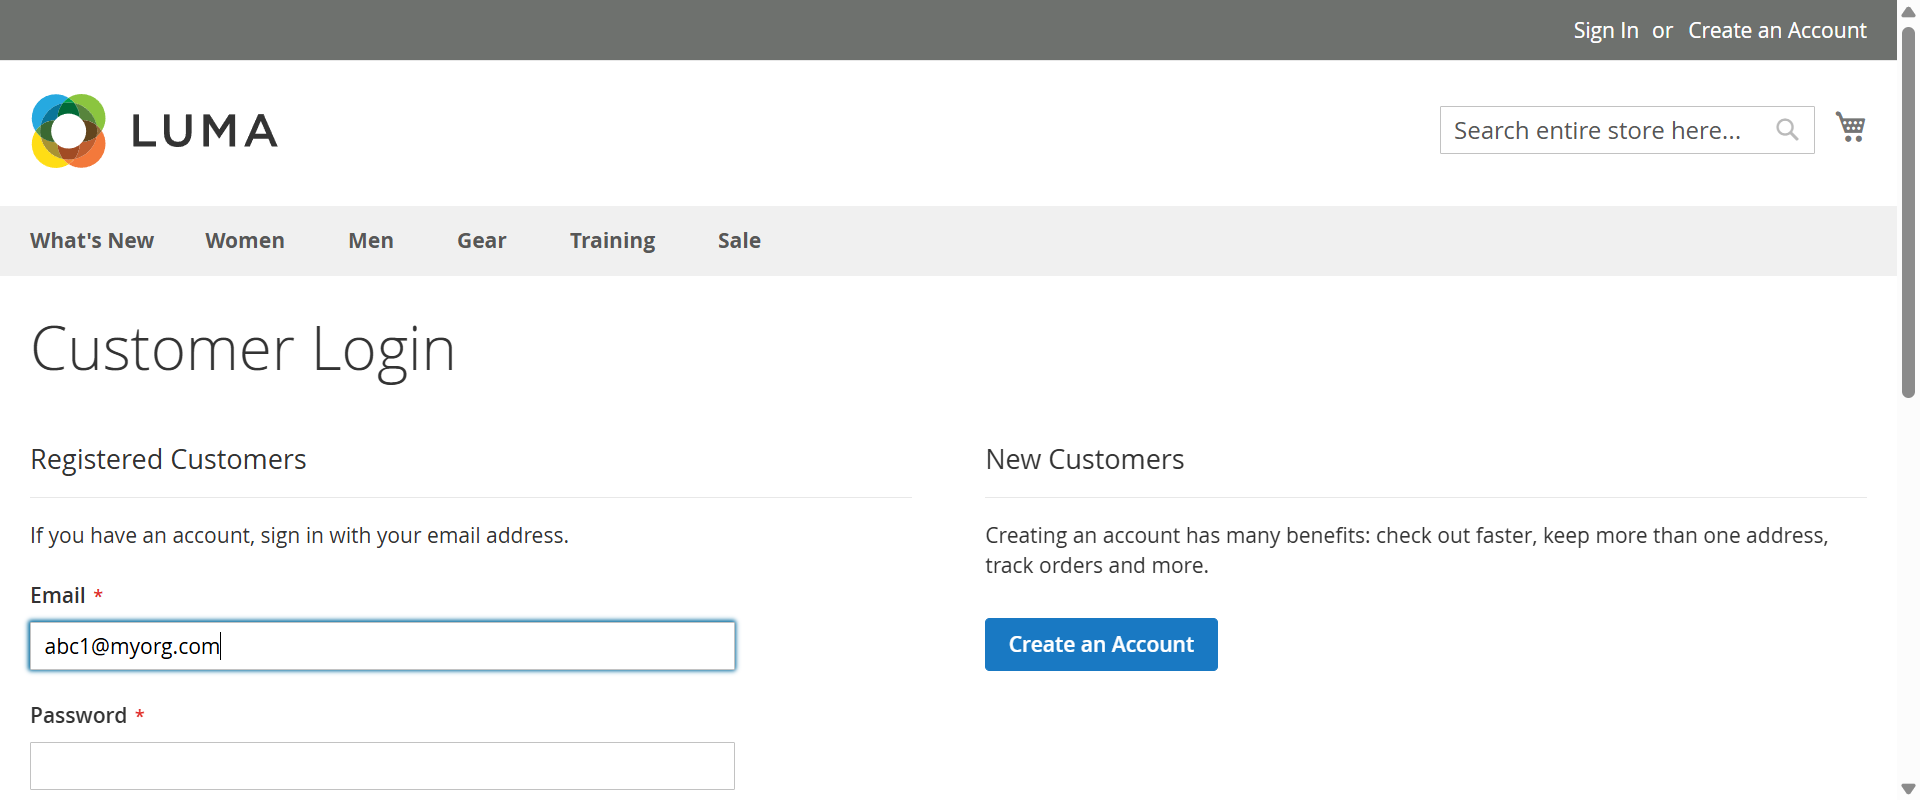 Sign In or Create an Account
LUMA
Search entire store here...
What's New Women Men Gear Training Sale
Customer Login
Registered Customers
If you have an account, sign in with your email address.
Email *
abc1@myorg.com
Password *
New Customers
Creating an account has many benefits: check out faster, keep more than one address,
track orders and more.
Create an Account